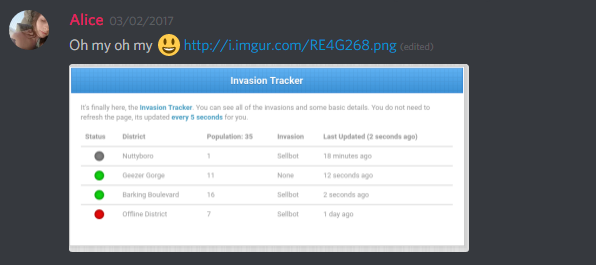 Alice 03/02/2017
Oh my oh my 😃 http://i.imgur.com/RE4G268.png (edited)
Invasion Tracker
It's finally here, the Invasion Tracker. You can see all of the invasions and some basic details. You do not need to
refresh the page, its updated every 5 seconds for you.
Status District Population: 35 Invasion Last Updated (2 seconds ago)
Nuttyboro 1 Sellbot 18 minutes ago
Geezer Gorge 11 None 12 seconds ago
Barking Boulevard 16 Sellbot 2 seconds ago
Offline District 7 Sellbot 1 day ago